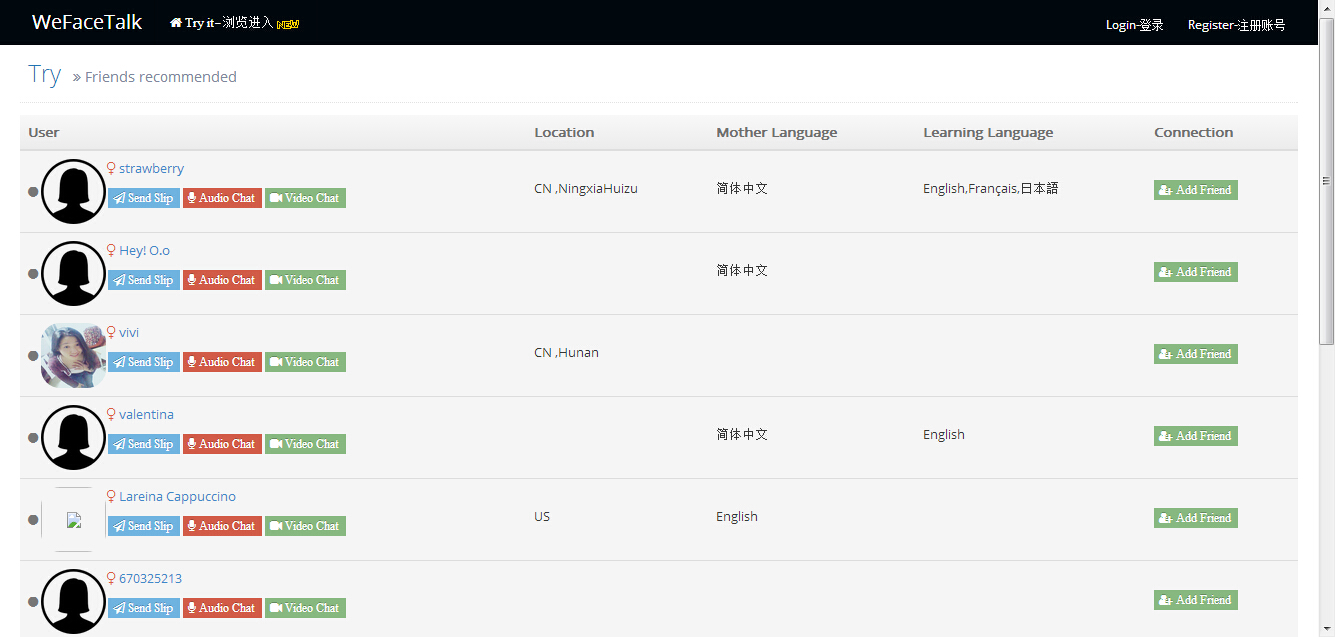 WeFaceTalk Try it-浏览进入 NEW Login-登录 Register-注册账号
Try » Friends recommended
User Location Mother Language Learning Language Connection
strawberry
Send Slip Audio Chat Video Chat CN ,NingxiaHuizu 简体中文 English,Français,日本語 Add Friend
Hey! O.o
Send Slip Audio Chat Video Chat 简体中文 Add Friend
vivi
Send Slip Audio Chat Video Chat CN ,Hunan Add Friend
valentina
Send Slip Audio Chat Video Chat 简体中文 English Add Friend
Lareina Cappuccino
Send Slip Audio Chat Video Chat US English Add Friend
670325213
Send Slip Audio Chat Video Chat Add Friend